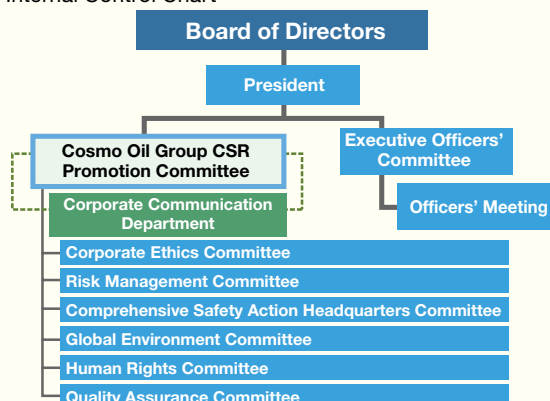 Internal Control Chart
Board of Directors
President
Cosmo Oil Group CSR
Promotion Committee
Executive Officers'
Committee
Corporate Communication
Department
Officers' Meeting
Corporate Ethics Committee
Risk Management Committee
Comprehensive Safety Action Headquarters Committee
Global Environment Committee
Human Rights Committee
Quality Assurance Committee